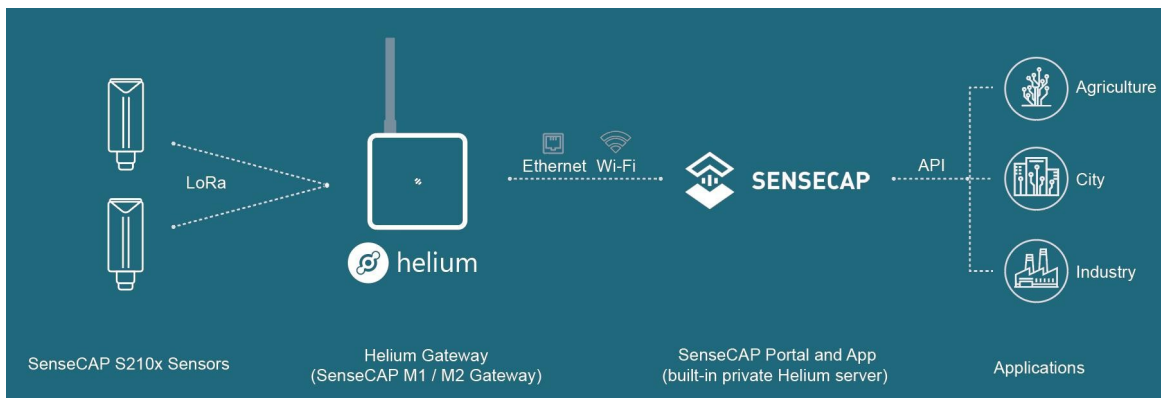 LoRa
helium
Ethernet Wi-Fi
SENSECAP
API
Agriculture
City
Industry
SenseCAP S210x Sensors
Helium Gateway
(SenseCAP M1 / M2 Gateway)
SenseCAP Portal and App
(built-in private Helium server)
Applications